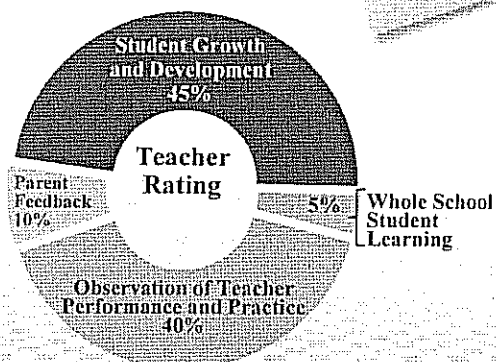 Student Growth
and Development
45%
Teacher
Rating
Parent
Feedback
10%
5%
Whole School
Student
Learning
Observation of Teacher
Performance and Practice
40%